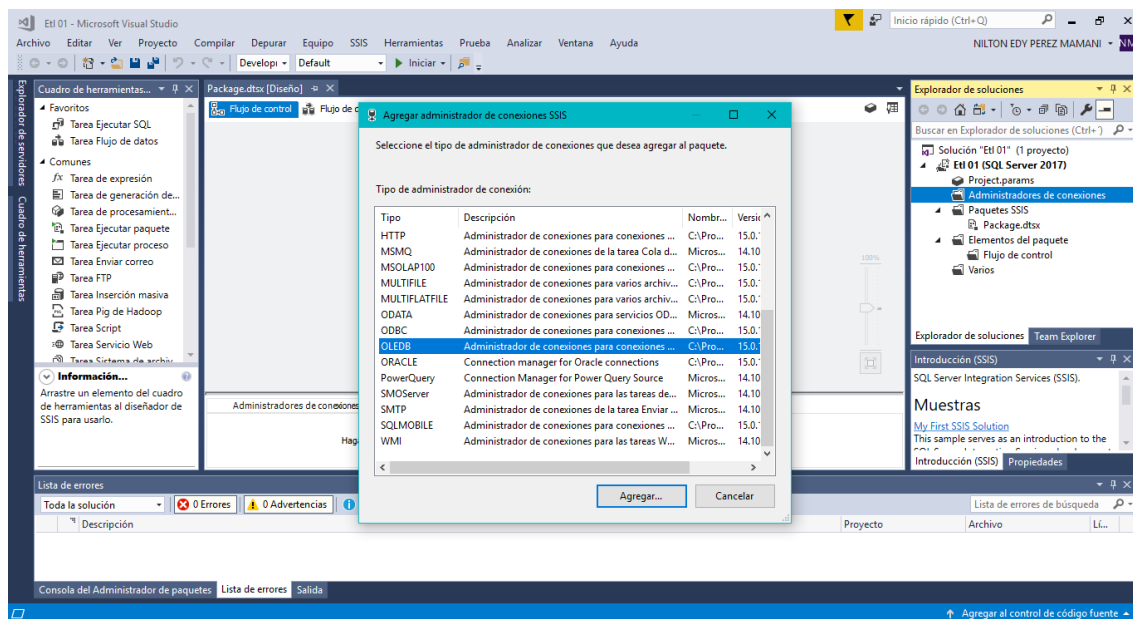 Etl 01 - Microsoft Visual Studio
Inicio rápido (Ctrl+Q)
Archivo Editar Ver Proyecto Compilar Depurar Equipo SSIS Herramientas Prueba Analizar Ventana Ayuda
NILTON EDY PEREZ MAMANI
NM
Developi Default Iniciar
Explorador de servidores
Cuadro de herramientas
Cuadro de herramientas...
Favoritos
Tarea Ejecutar SQL
Tarea Flujo de datos
Comunes
Tarea de expresión
Tarea de generación de...
Tarea de procesamient...
Tarea Ejecutar paquete
Tarea Ejecutar proceso
Tarea Enviar correo
Tarea FTP
Tarea Inserción masiva
Tarea Pig de Hadoop
Tarea Script
Tarea Servicio Web
Tarea Sistema de archiv
Información...
Arrastre un elemento del cuadro
de herramientas al diseñador de
SSIS para usarlo.
Package.dtsx [Diseño]
Flujo de control Flujo de d
100%
Administradores de conexiones
Hag
Agregar administrador de conexiones SSIS
Seleccione el tipo de administrador de conexiones que desea agregar al paquete.
Tipo de administrador de conexión:
Tipo Descripción Nombr... Versic
HTTP Administrador de conexiones para conexiones ... C:\Pro... 15.0.
MSMQ Administrador de conexiones de la tarea Cola d... Micros... 14.10
MSOLAP100 Administrador de conexiones para conexiones ... C:\Pro... 15.0.
MULTIFILE Administrador de conexiones para varios archiv... C:\Pro... 15.0.
MULTIFLATFILE Administrador de conexiones para varios archiv... C:\Pro... 15.0.
ODATA Administrador de conexiones para servicios OD... Micros... 14.10
ODBC Administrador de conexiones para conexiones ... C:\Pro... 15.0.
OLEDB Administrador de conexiones para conexiones ... C:\Pro... 15.0.
ORACLE Connection manager for Oracle connections C:\Pro... 15.0.
PowerQuery Connection Manager for Power Query Source Micros... 14.10
SMOServer Administrador de conexiones para las tareas de... Micros... 14.10
SMTP Administrador de conexiones de la tarea Enviar ... Micros... 14.10
SQLMOBILE Administrador de conexiones para conexiones ... C:\Pro... 15.0.
WMI Administrador de conexiones para las tareas W... Micros... 14.10
Agregar... Cancelar
Explorador de soluciones
Buscar en Explorador de soluciones (Ctrl+´)
Solución "Etl 01" (1 proyecto)
Etl 01 (SQL Server 2017)
Project.params
Administradores de conexiones
Paquetes SSIS
Package.dtsx
Elementos del paquete
Flujo de control
Varios
Explorador de soluciones Team Explorer
Introducción (SSIS)
SQL Server Integration Services (SSIS).
Muestras
My First SSIS Solution
This sample serves as an introduction to the
Introducción (SSIS) Propiedades
Lista de errores
Toda la solución 0 Errores 0 Advertencias
Lista de errores de búsqueda
Descripción Proyecto Archivo Lí...
Consola del Administrador de paquetes Lista de errores Salida
Agregar al control de código fuente